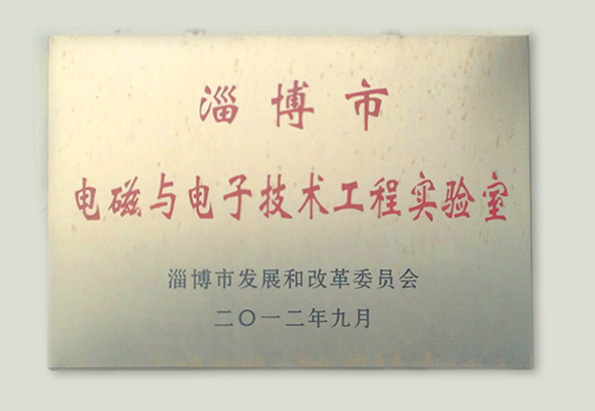 淄博市
电磁与电子技术工程实验室
淄博市发展和改革委员会
二〇一二年九月